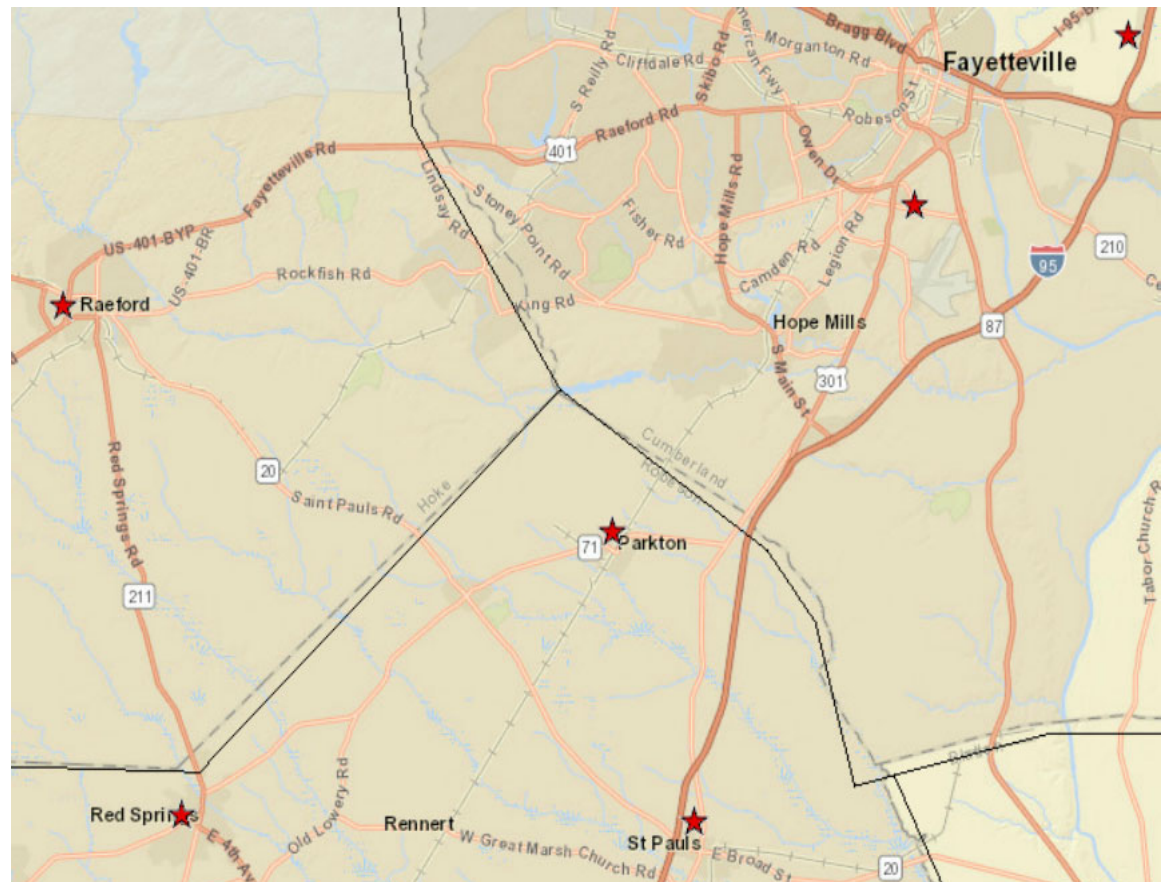 Bragg Blvd
I-95-B
Morganton Rd
Fayetteville
American Fwy
Skibo Rd
S Reilly Rd
Cliffdale Rd
Robeson St
Raeford Rd
401
Owen Dr
Fayetteville Rd
Lindsay Rd
Stoney Point Rd
Fisher Rd
Hope Mills Rd
Legion Rd
Camden Rd
210
US-401-BYP
US-401-BR
95
Rockfish Rd
Raeford
King Rd
Hope Mills
87
S Main St
301
Cumberland
Robeson
20
Saint Pauls Rd
Hoke
Red Springs Rd
Tabor Church R
71
Parkton
211
Red Springs
Old Lowery Rd
Rennert
W Great Marsh Church Rd
St Pauls
E Broad St
E 4th Av
20